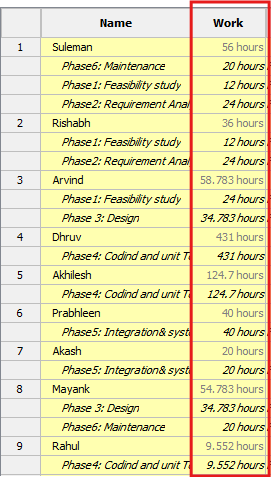 Name Work
1 Suleman 56 hours
Phase6: Maintenance 20 hours
Phase1: Feasibility study 12 hours
Phase2: Requirement Anal 24 hours
2 Rishabh 36 hours
Phase1: Feasibility study 12 hours
Phase2: Requirement Anal 24 hours
3 Arvind 58.783 hours
Phase1: Feasibility study 24 hours
Phase 3: Design 34.783 hours
4 Dhruv 431 hours
Phase4: Codind and unit T 431 hours
5 Akhilesh 124.7 hours
Phase4: Codind and unit T 124.7 hours
6 Prabhleen 40 hours
Phase5: Integration& syst 40 hours
7 Akash 20 hours
Phase5: Integration& syst 20 hours
8 Mayank 54.783 hours
Phase 3: Design 34.783 hours
Phase6: Maintenance 20 hours
9 Rahul 9.552 hours
Phase4: Codind and unit T 9.552 hours